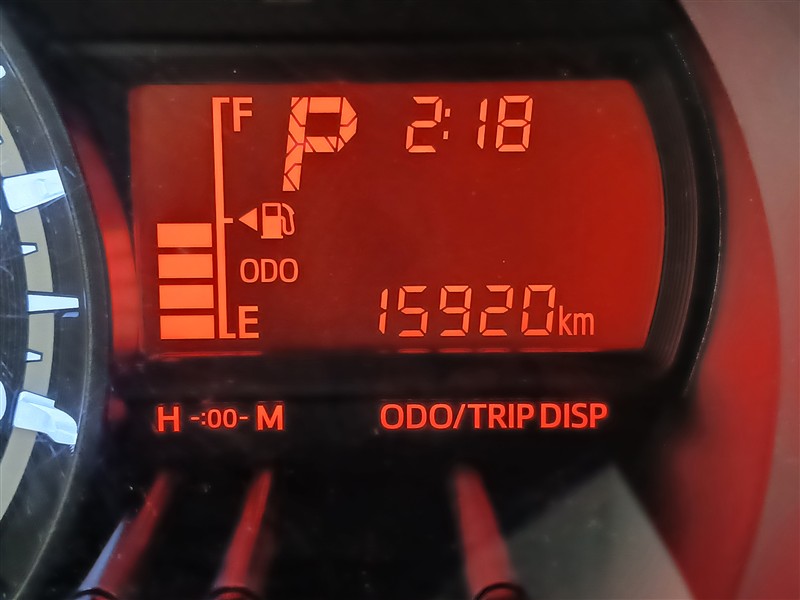 F P 2:18
ODO
E 15920km
H -:00- M ODO/TRIP DISP